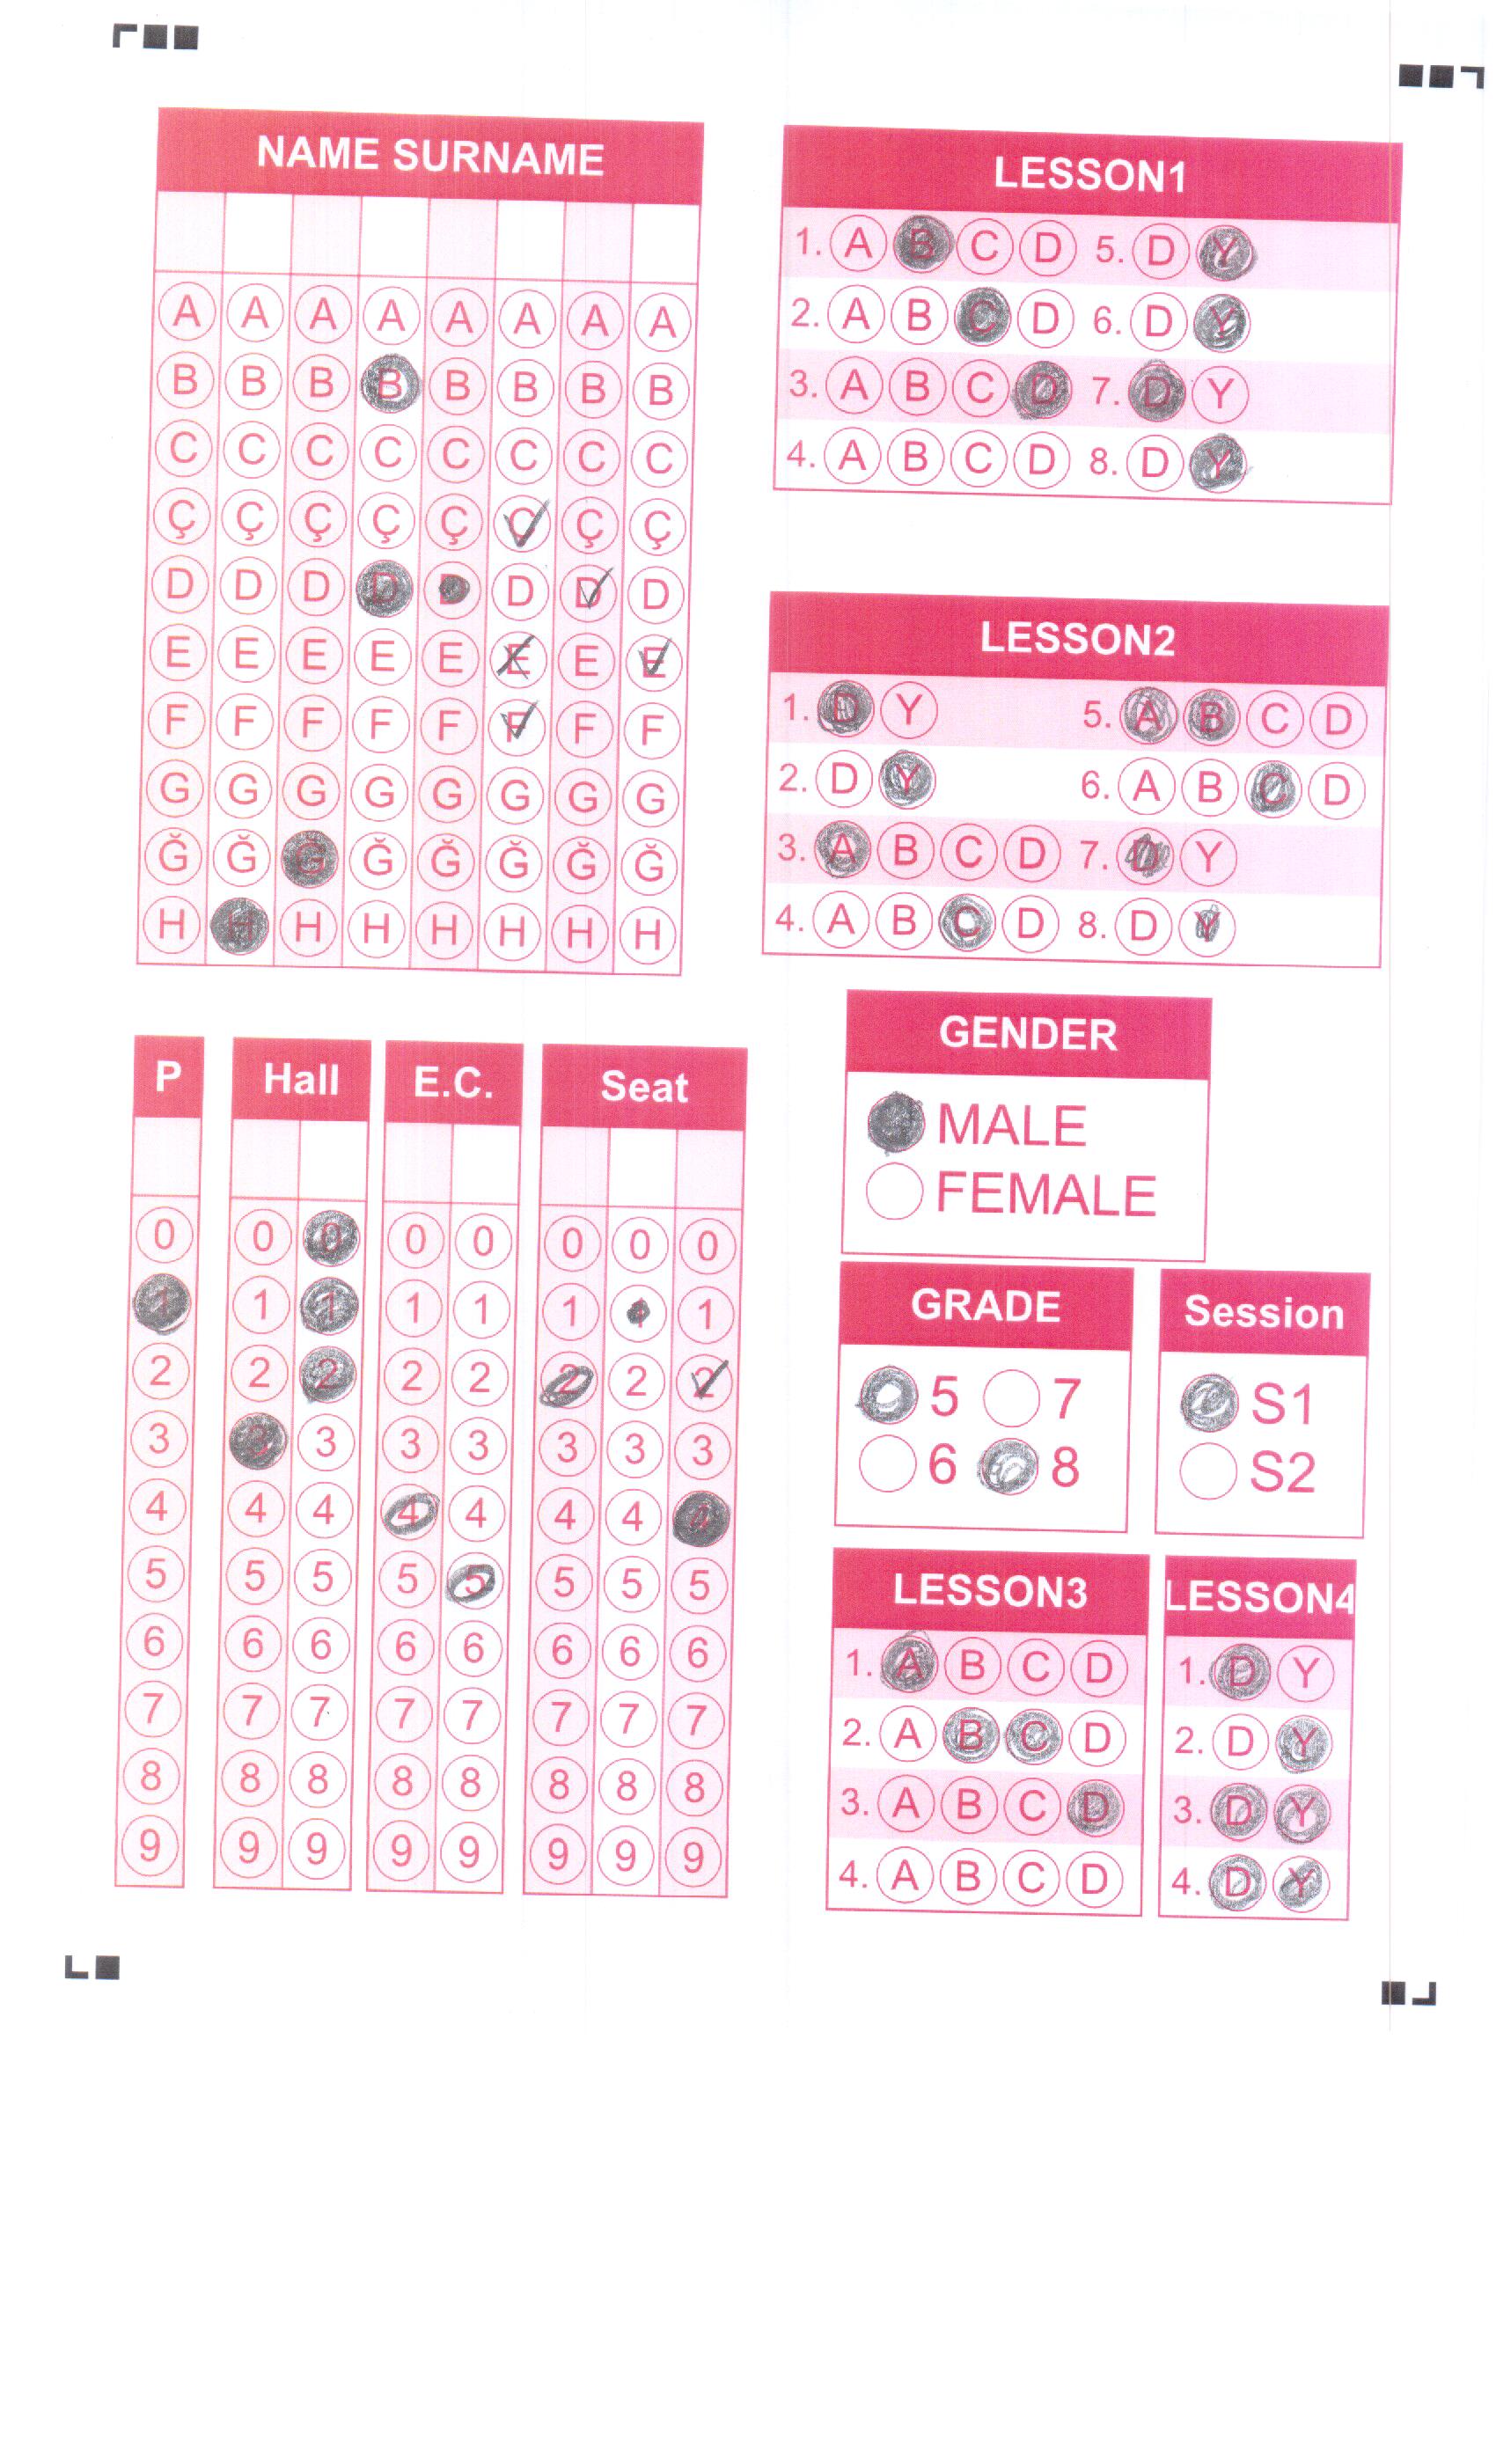 NAME SURNAME
A A A A A A A A
B B B B B B B B
C C C C C C C C
Ç Ç Ç Ç Ç Ç Ç Ç
D D D D D D D D
E E E E E E E E
F F F F F F F F
G G G G G G G G
Ğ Ğ Ğ Ğ Ğ Ğ Ğ Ğ
H H H H H H H H
LESSON1
1. A B C D 5. D Y
2. A B C D 6. D Y
3. A B C D 7. D Y
4. A B C D 8. D Y
LESSON2
1. D Y 5. A B C D
2. D Y 6. A B C D
3. A B C D 7. D Y
4. A B C D 8. D Y
P Hall E.C. Seat
0 0 0 0 0 0 0 0
1 1 1 1 1 1 1 1
2 2 2 2 2 2 2 2
3 3 3 3 3 3 3 3
4 4 4 4 4 4 4 4
5 5 5 5 5 5 5 5
6 6 6 6 6 6 6 6
7 7 7 7 7 7 7 7
8 8 8 8 8 8 8 8
9 9 9 9 9 9 9 9
GENDER
MALE
FEMALE
GRADE
5 7
6 8
Session
S1
S2
LESSON3
1. A B C D
2. A B C D
3. A B C D
4. A B C D
LESSON4
1. D Y
2. D Y
3. D Y
4. D Y